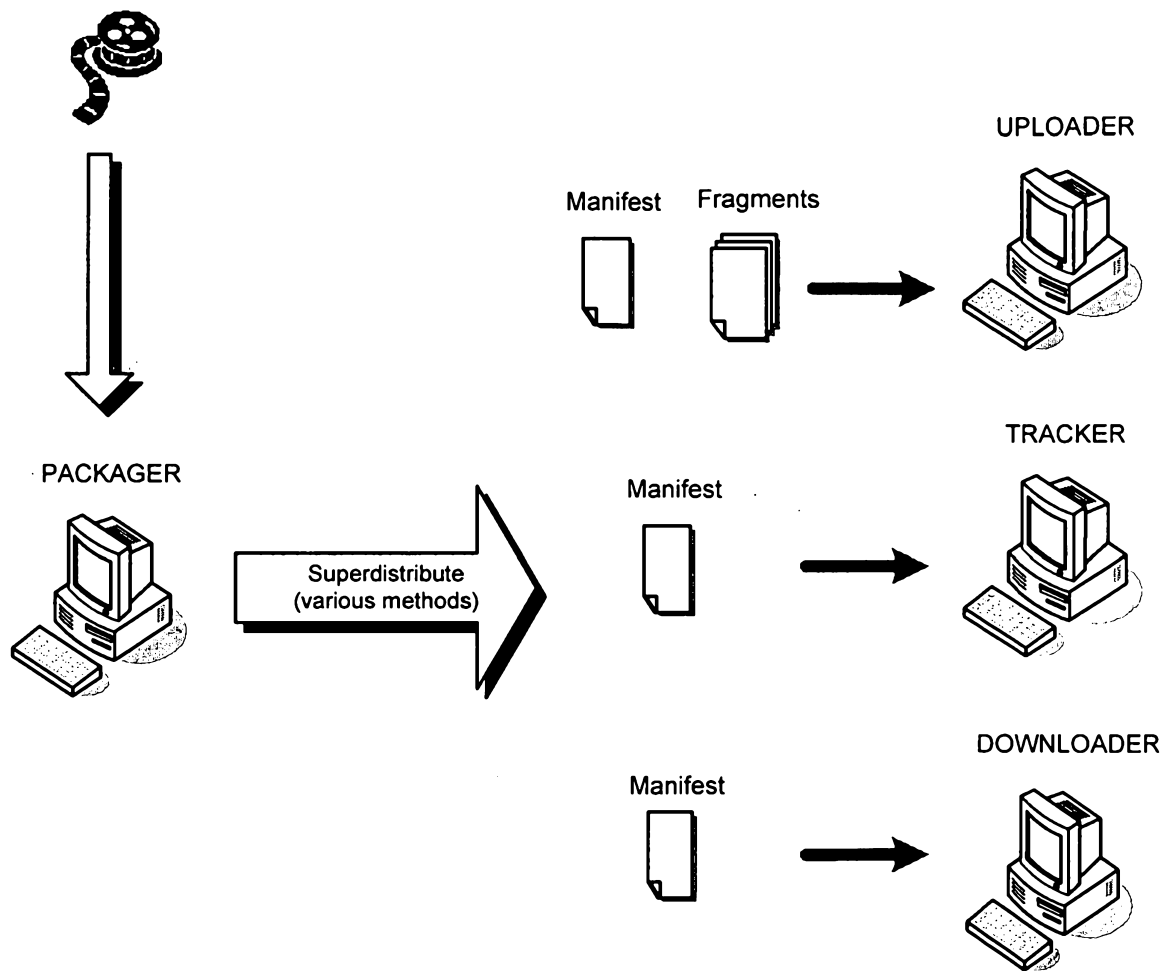 UPLOADER
Manifest
Fragments
TRACKER
PACKAGER
Manifest
Superdistribute
(various methods)
DOWNLOADER
Manifest